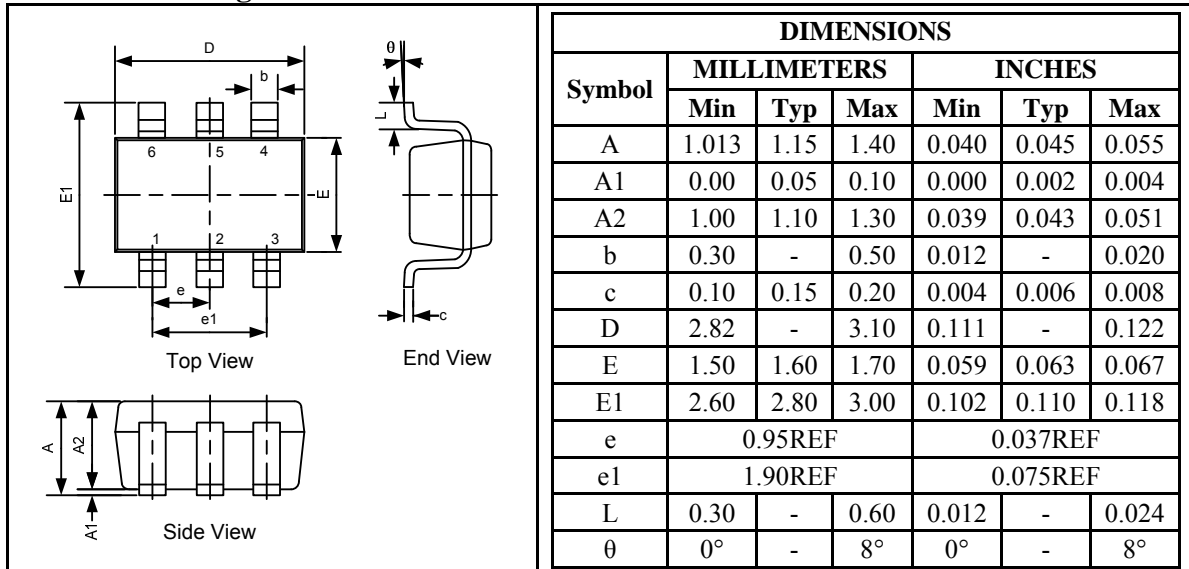 D
b
θ
L
6 5 4
E1
E
1 2 3
e
e1
c
Top View
End View
A
A2
A1
Side View
DIMENSIONS
Symbol MILLIMETERS INCHES
Min Typ Max Min Typ Max
A 1.013 1.15 1.40 0.040 0.045 0.055
A1 0.00 0.05 0.10 0.000 0.002 0.004
A2 1.00 1.10 1.30 0.039 0.043 0.051
b 0.30 - 0.50 0.012 - 0.020
c 0.10 0.15 0.20 0.004 0.006 0.008
D 2.82 - 3.10 0.111 - 0.122
E 1.50 1.60 1.70 0.059 0.063 0.067
E1 2.60 2.80 3.00 0.102 0.110 0.118
e 0.95REF 0.037REF
e1 1.90REF 0.075REF
L 0.30 - 0.60 0.012 - 0.024
θ 0° - 8° 0° - 8°